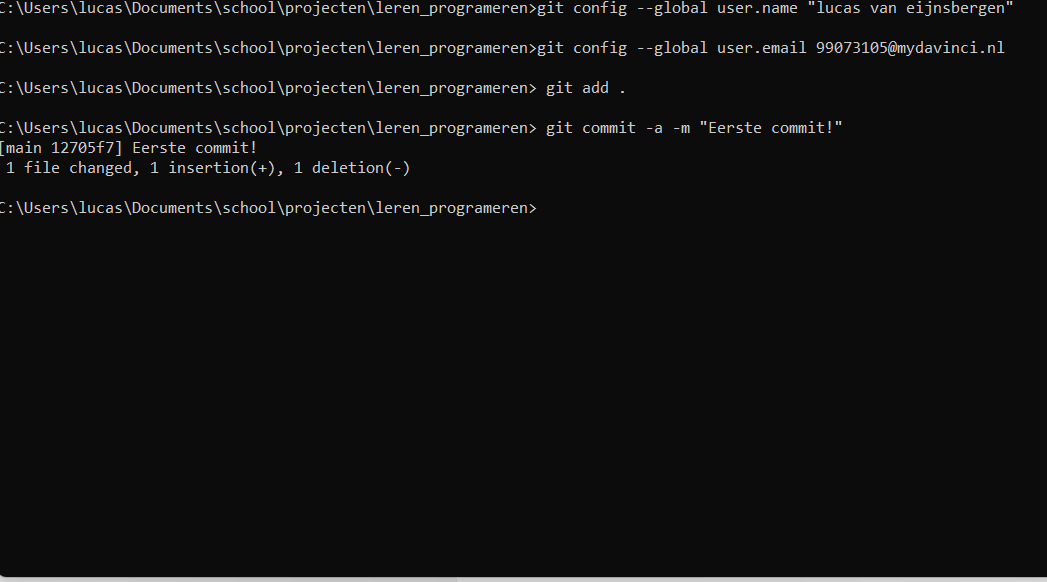 C:\Users\lucas\Documents\school\projecten\leren_programeren>git config --global user.name "lucas van eijnsbergen"
C:\Users\lucas\Documents\school\projecten\leren_programeren>git config --global user.email 99073105@mydavinci.nl
C:\Users\lucas\Documents\school\projecten\leren_programeren> git add .
C:\Users\lucas\Documents\school\projecten\leren_programeren> git commit -a -m "Eerste commit!"
[main 12705f7] Eerste commit!
1 file changed, 1 insertion(+), 1 deletion(-)
C:\Users\lucas\Documents\school\projecten\leren_programeren>